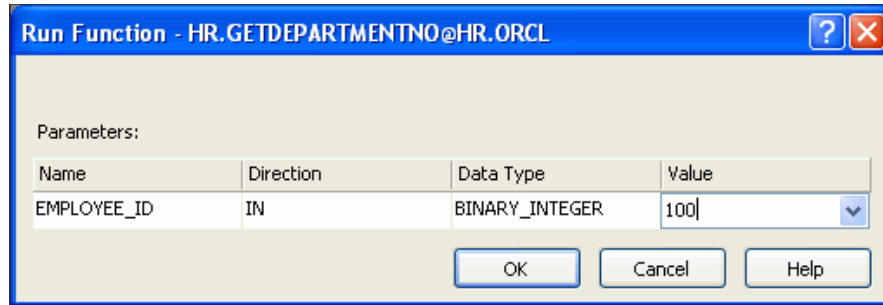 Run Function - HR.GETDEPARTMENTNO@HR.ORCL
Parameters:
Name Direction Data Type Value
EMPLOYEE_ID IN BINARY_INTEGER 100
OK Cancel Help